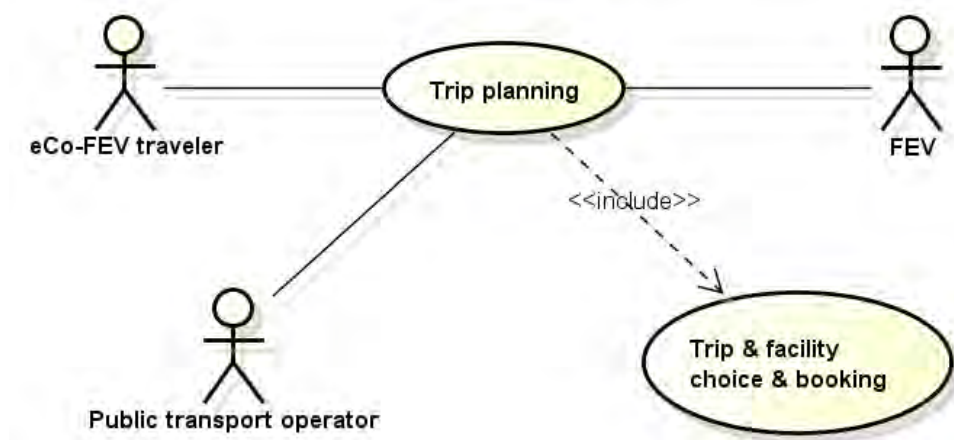 Trip planning
eCo-FEV traveler
FEV
<<include>>
Trip & facility
choice & booking
Public transport operator